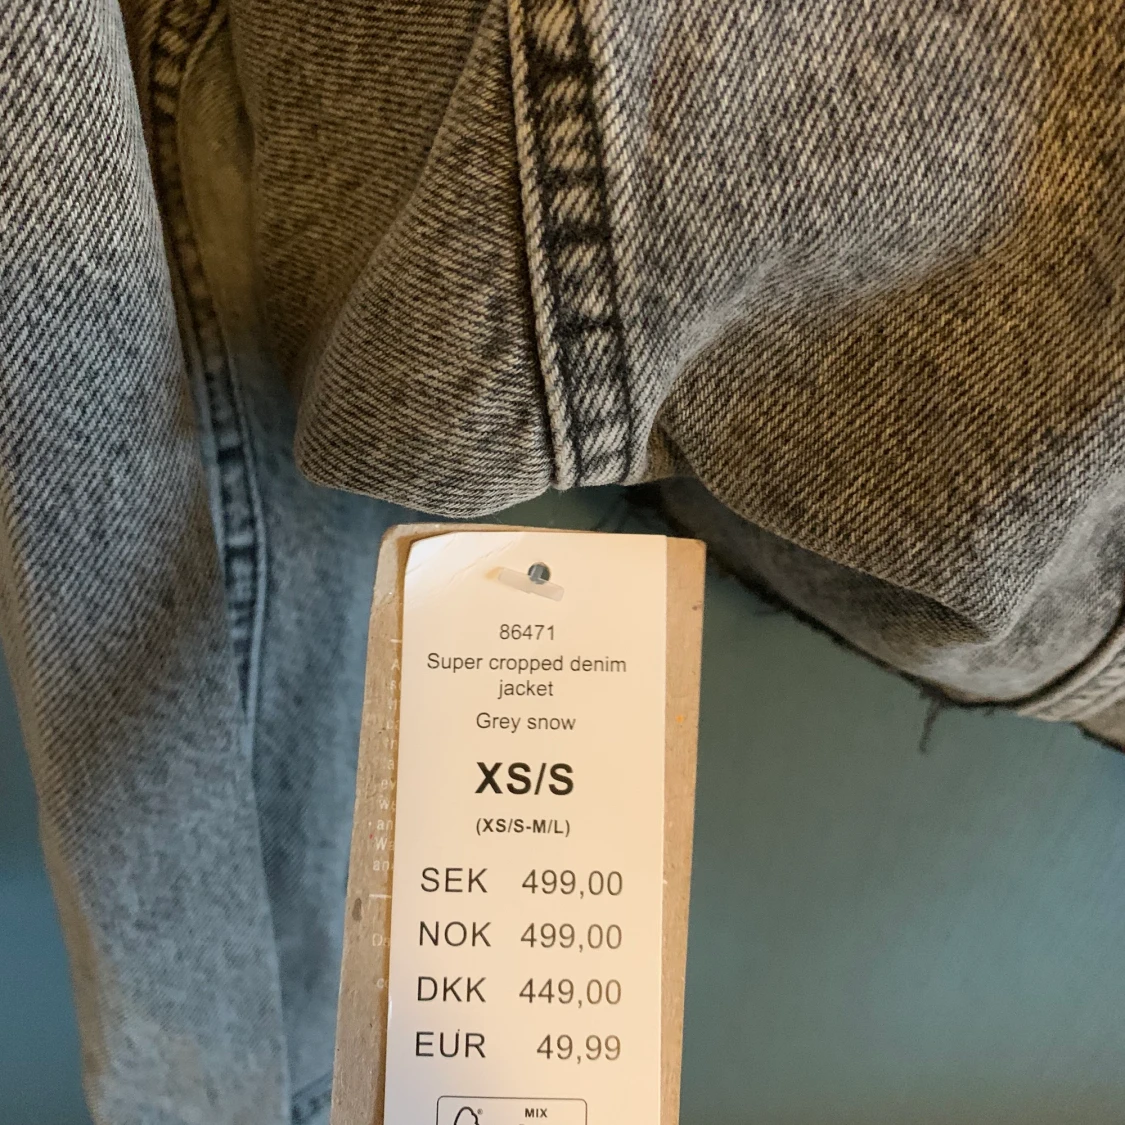 86471
Super cropped denim
jacket
Grey snow
XS/S
(XS/S-M/L)
SEK 499,00
NOK 499,00
DKK 449,00
EUR 49,99
MIX